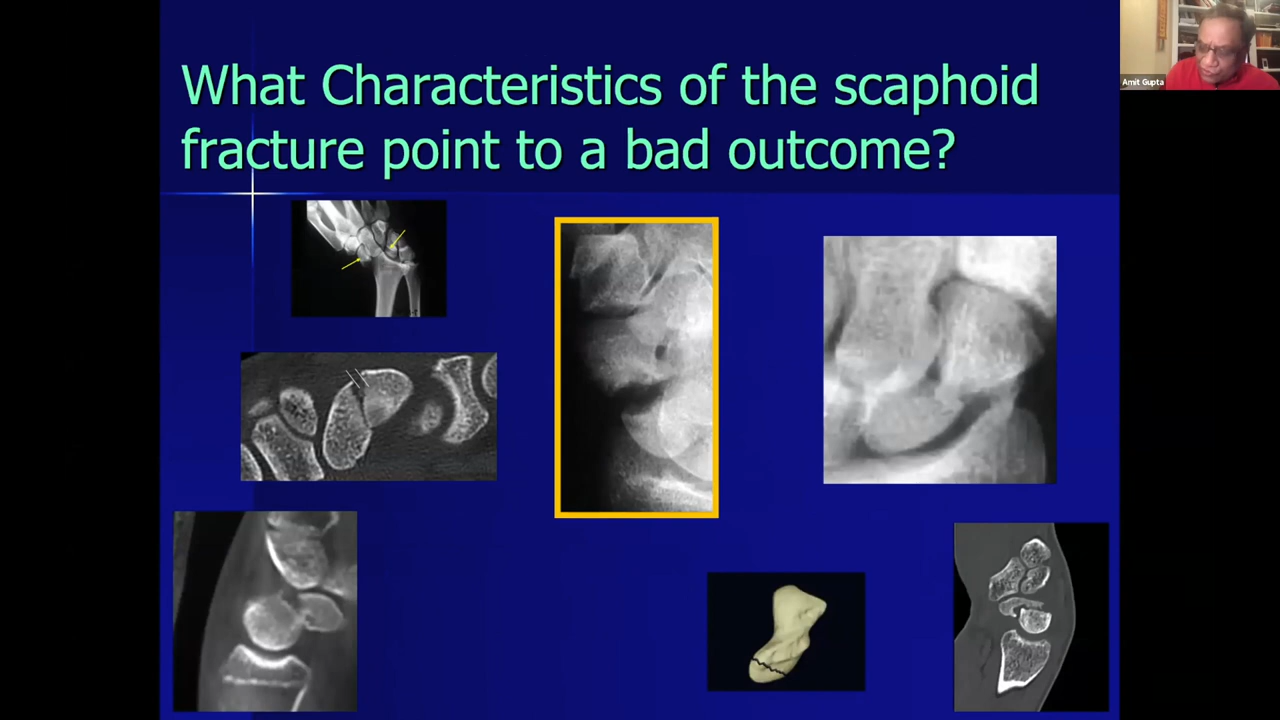 What Characteristics of the scaphoid
fracture point to a bad outcome?
Amit Gupta